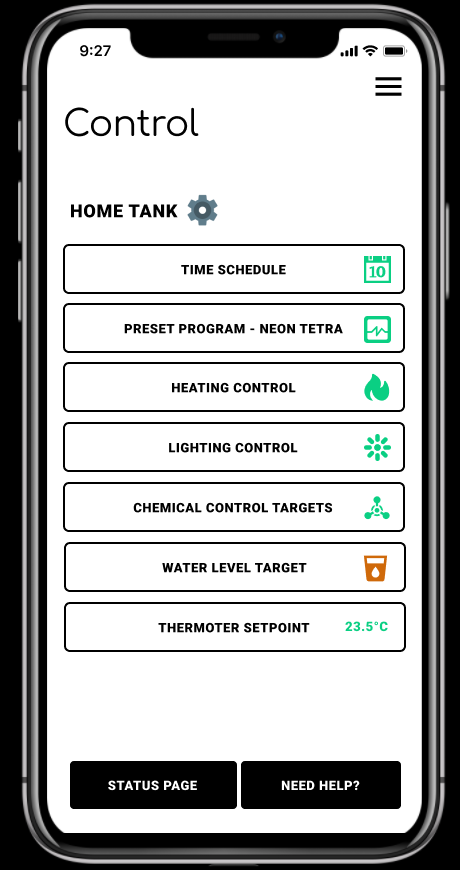 9:27
Control
HOME TANK
TIME SCHEDULE
10
PRESET PROGRAM - NEON TETRA
HEATING CONTROL
LIGHTING CONTROL
CHEMICAL CONTROL TARGETS
WATER LEVEL TARGET
THERMOTER SETPOINT 23.5°C
STATUS PAGE NEED HELP?